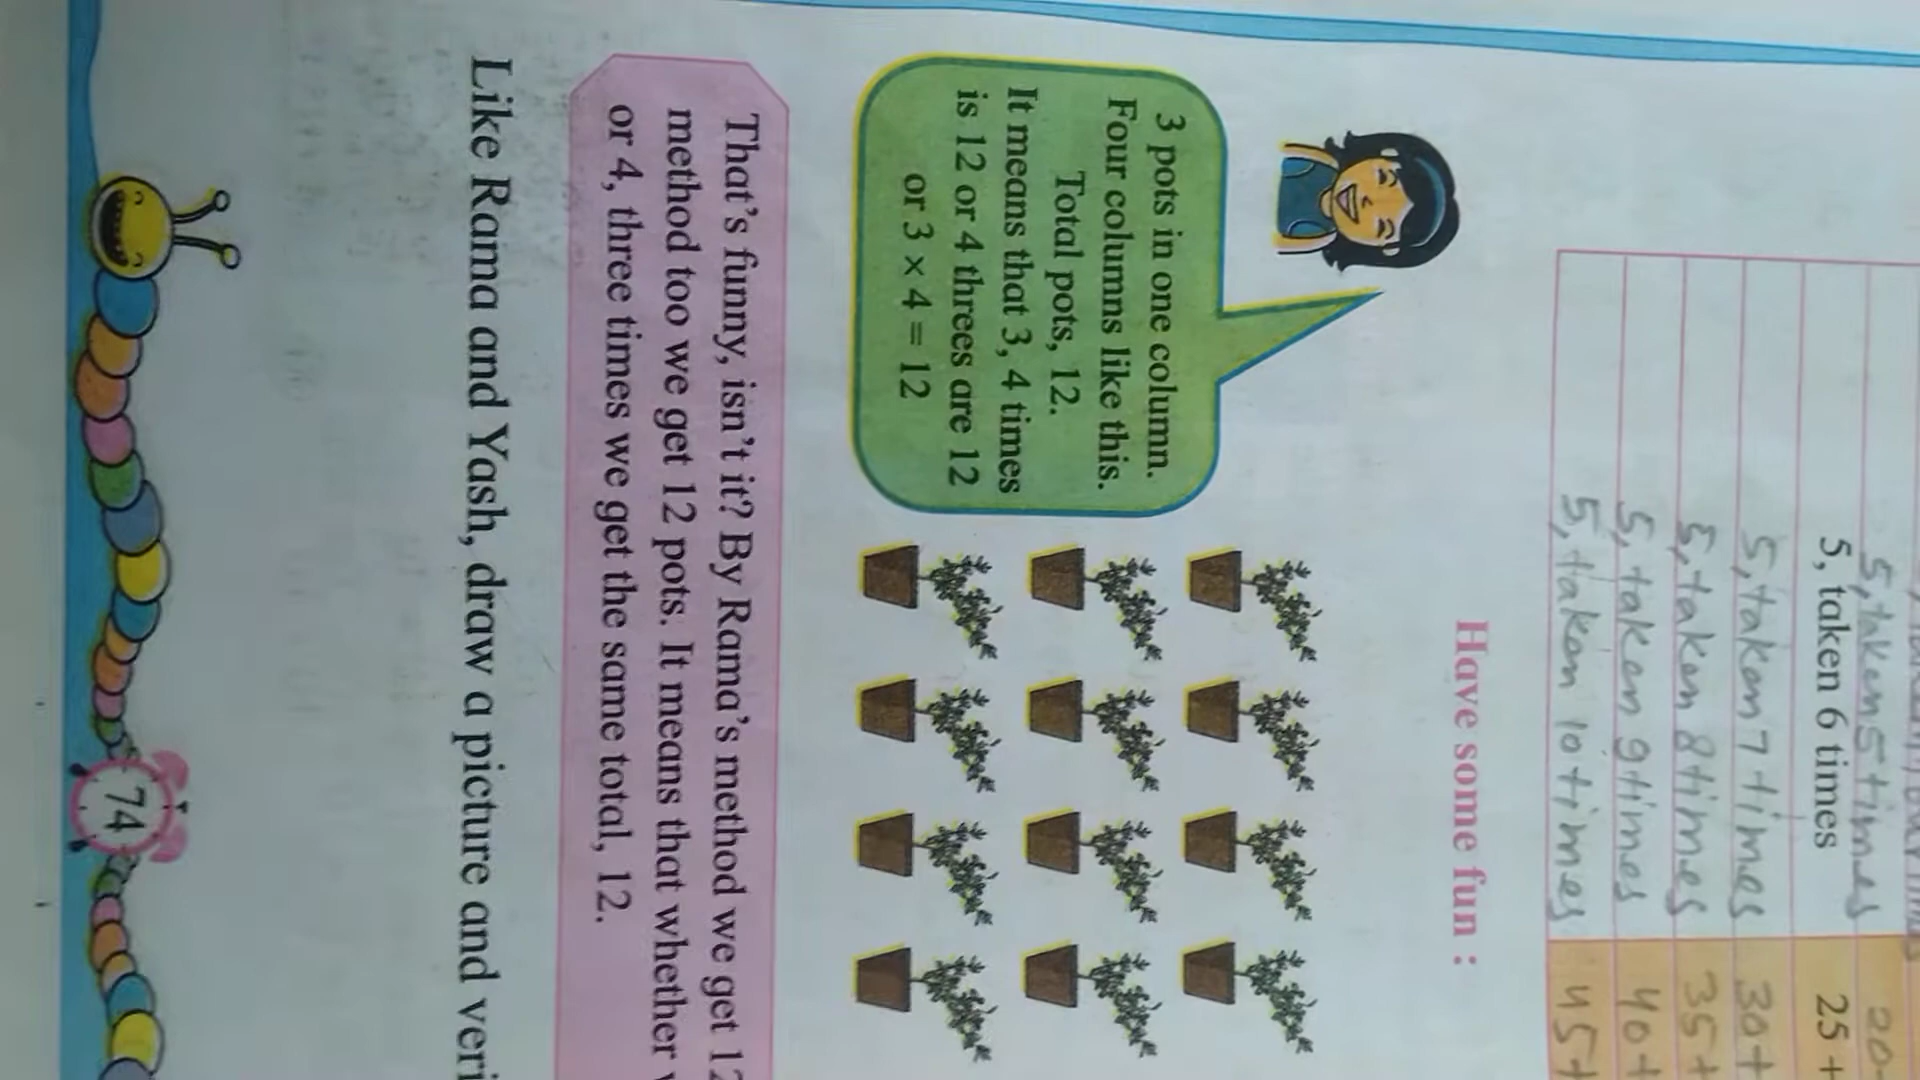 5, taken 5 times 20
5, taken 6 times 25 +
5, taken 7 times 30 +
5, taken 8 times 35 +
5, taken 9 times 40 +
5, taken 10 times 45 +
Have some fun :
3 pots in one column.
Four columns like this.
Total pots, 12.
It means that 3, 4 times
is 12 or 4 threes are 12
or 3 × 4 = 12
That's funny, isn't it? By Rama's method we get 12
method too we get 12 pots. It means that whether
or 4, three times we get the same total, 12.
Like Rama and Yash, draw a picture and veri
74